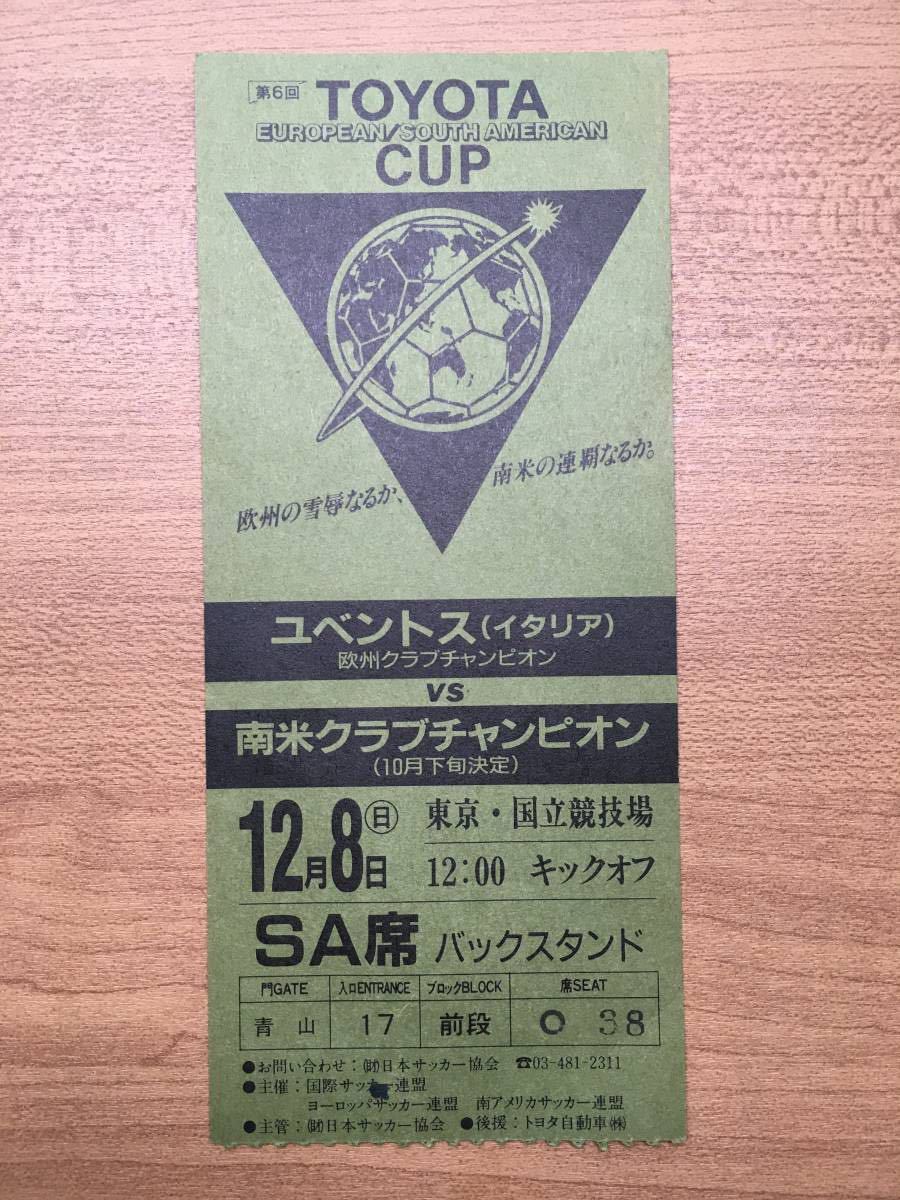 第6回 TOYOTA
EUROPEAN/SOUTH AMERICAN
CUP
欧州の雪辱なるか、
南米の連覇なるか。
ユベントス(イタリア)
欧州クラブチャンピオン
VS
南米クラブチャンピオン
(10月下旬決定)
12月8日㊐ 東京・国立競技場
12:00 キックオフ
SA席 バックスタンド
門GATE 入口ENTRANCE ブロックBLOCK 席SEAT
青山 17 前段 O 38
●お問い合わせ：㈶日本サッカー協会 ☎03-481-2311
●主催：国際サッカー連盟
ヨーロッパサッカー連盟 南アメリカサッカー連盟
●主管：㈶日本サッカー協会 ●後援：トヨタ自動車㈱